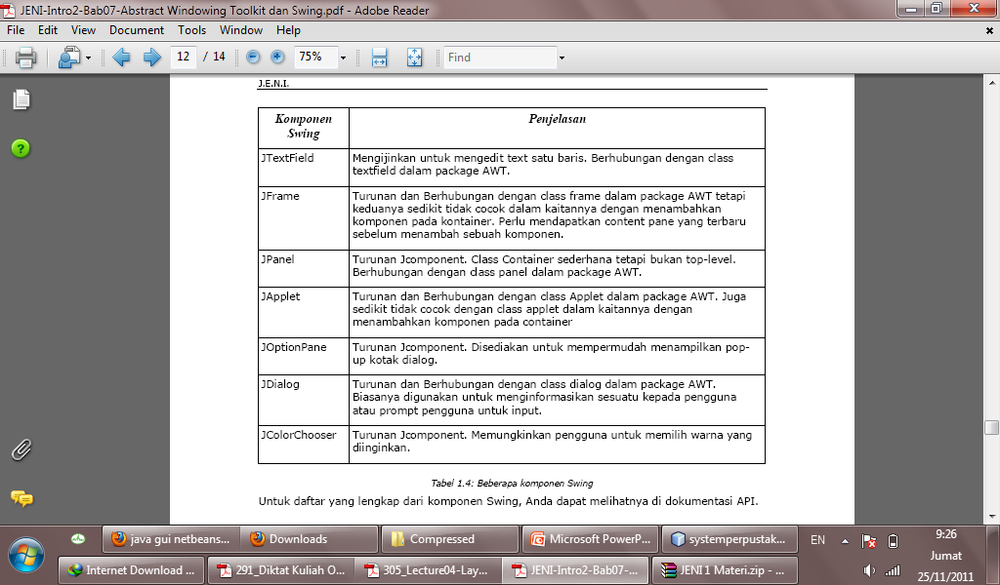 JENI-Intro2-Bab07-Abstract Windowing Toolkit dan Swing.pdf - Adobe Reader
File Edit View Document Tools Window Help
12 / 14 75% Find
J.E.N.I.
Komponen
Swing
Penjelasan
JTextField
Mengijinkan untuk mengedit text satu baris. Berhubungan dengan class
textfield dalam package AWT.
JFrame
Turunan dan Berhubungan dengan class frame dalam package AWT tetapi
keduanya sedikit tidak cocok dalam kaitannya dengan menambahkan
komponen pada kontainer. Perlu mendapatkan content pane yang terbaru
sebelum menambah sebuah komponen.
JPanel
Turunan Jcomponent. Class Container sederhana tetapi bukan top-level.
Berhubungan dengan class panel dalam package AWT.
JApplet
Turunan dan Berhubungan dengan class Applet dalam package AWT. Juga
sedikit tidak cocok dengan class applet dalam kaitannya dengan
menambahkan komponen pada container
JOptionPane
Turunan Jcomponent. Disediakan untuk mempermudah menampilkan pop-
up kotak dialog.
JDialog
Turunan dan Berhubungan dengan class dialog dalam package AWT.
Biasanya digunakan untuk menginformasikan sesuatu kepada pengguna
atau prompt pengguna untuk input.
JColorChooser
Turunan Jcomponent. Memungkinkan pengguna untuk memilih warna yang
diinginkan.
Tabel 1.4: Beberapa komponen Swing
Untuk daftar yang lengkap dari komponen Swing, Anda dapat melihatnya di dokumentasi API.
java gui netbeans... Downloads Compressed Microsoft PowerP... systemperpustak... EN 9:26
Jumat
Internet Download ... 291_Diktat Kuliah O... 305_Lecture04-Lay... JENI-Intro2-Bab07-... JENI 1 Materi.zip - ... 25/11/2011